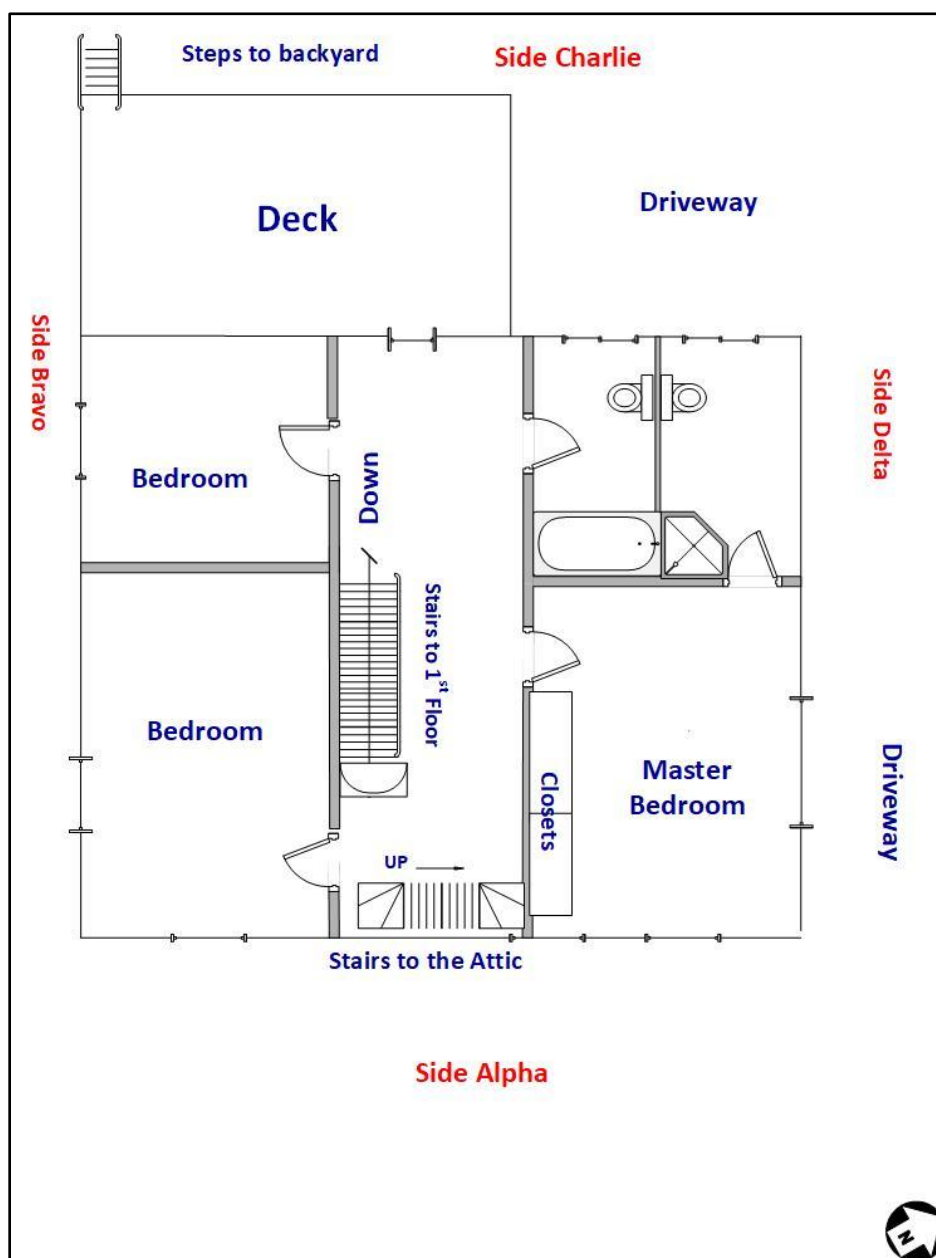 Steps to backyard
Side Charlie
Deck
Driveway
Side Bravo
Side Delta
Bedroom
Down
Stairs to 1st Floor
Bedroom
Master
Bedroom
Closets
Driveway
UP
Stairs to the Attic
Side Alpha
N